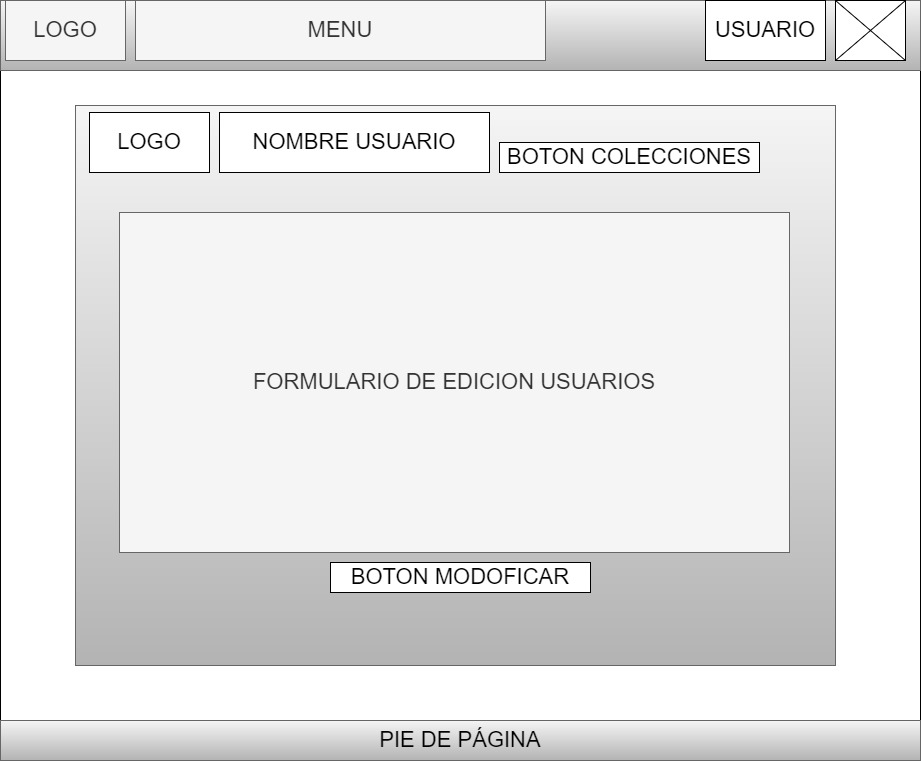 LOGO
MENU
USUARIO
LOGO
NOMBRE USUARIO
BOTON COLECCIONES
FORMULARIO DE EDICION USUARIOS
BOTON MODOFICAR
PIE DE PÁGINA